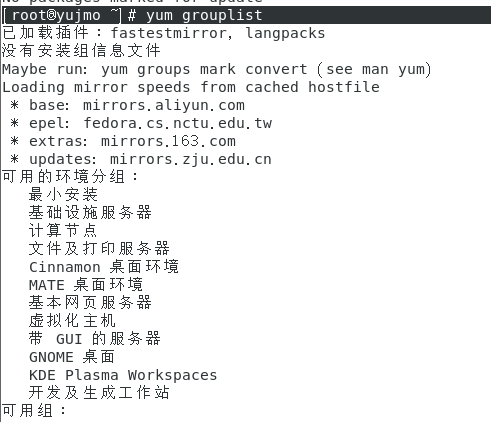 No packages marked for update
[root@yujmo ~]# yum grouplist
已加载插件：fastestmirror, langpacks
没有安装组信息文件
Maybe run: yum groups mark convert (see man yum)
Loading mirror speeds from cached hostfile
* base: mirrors.aliyun.com
* epel: fedora.cs.nctu.edu.tw
* extras: mirrors.163.com
* updates: mirrors.zju.edu.cn
可用的环境分组：
最小安装
基础设施服务器
计算节点
文件及打印服务器
Cinnamon 桌面环境
MATE 桌面环境
基本网页服务器
虚拟化主机
带 GUI 的服务器
GNOME 桌面
KDE Plasma Workspaces
开发及生成工作站
可用组：